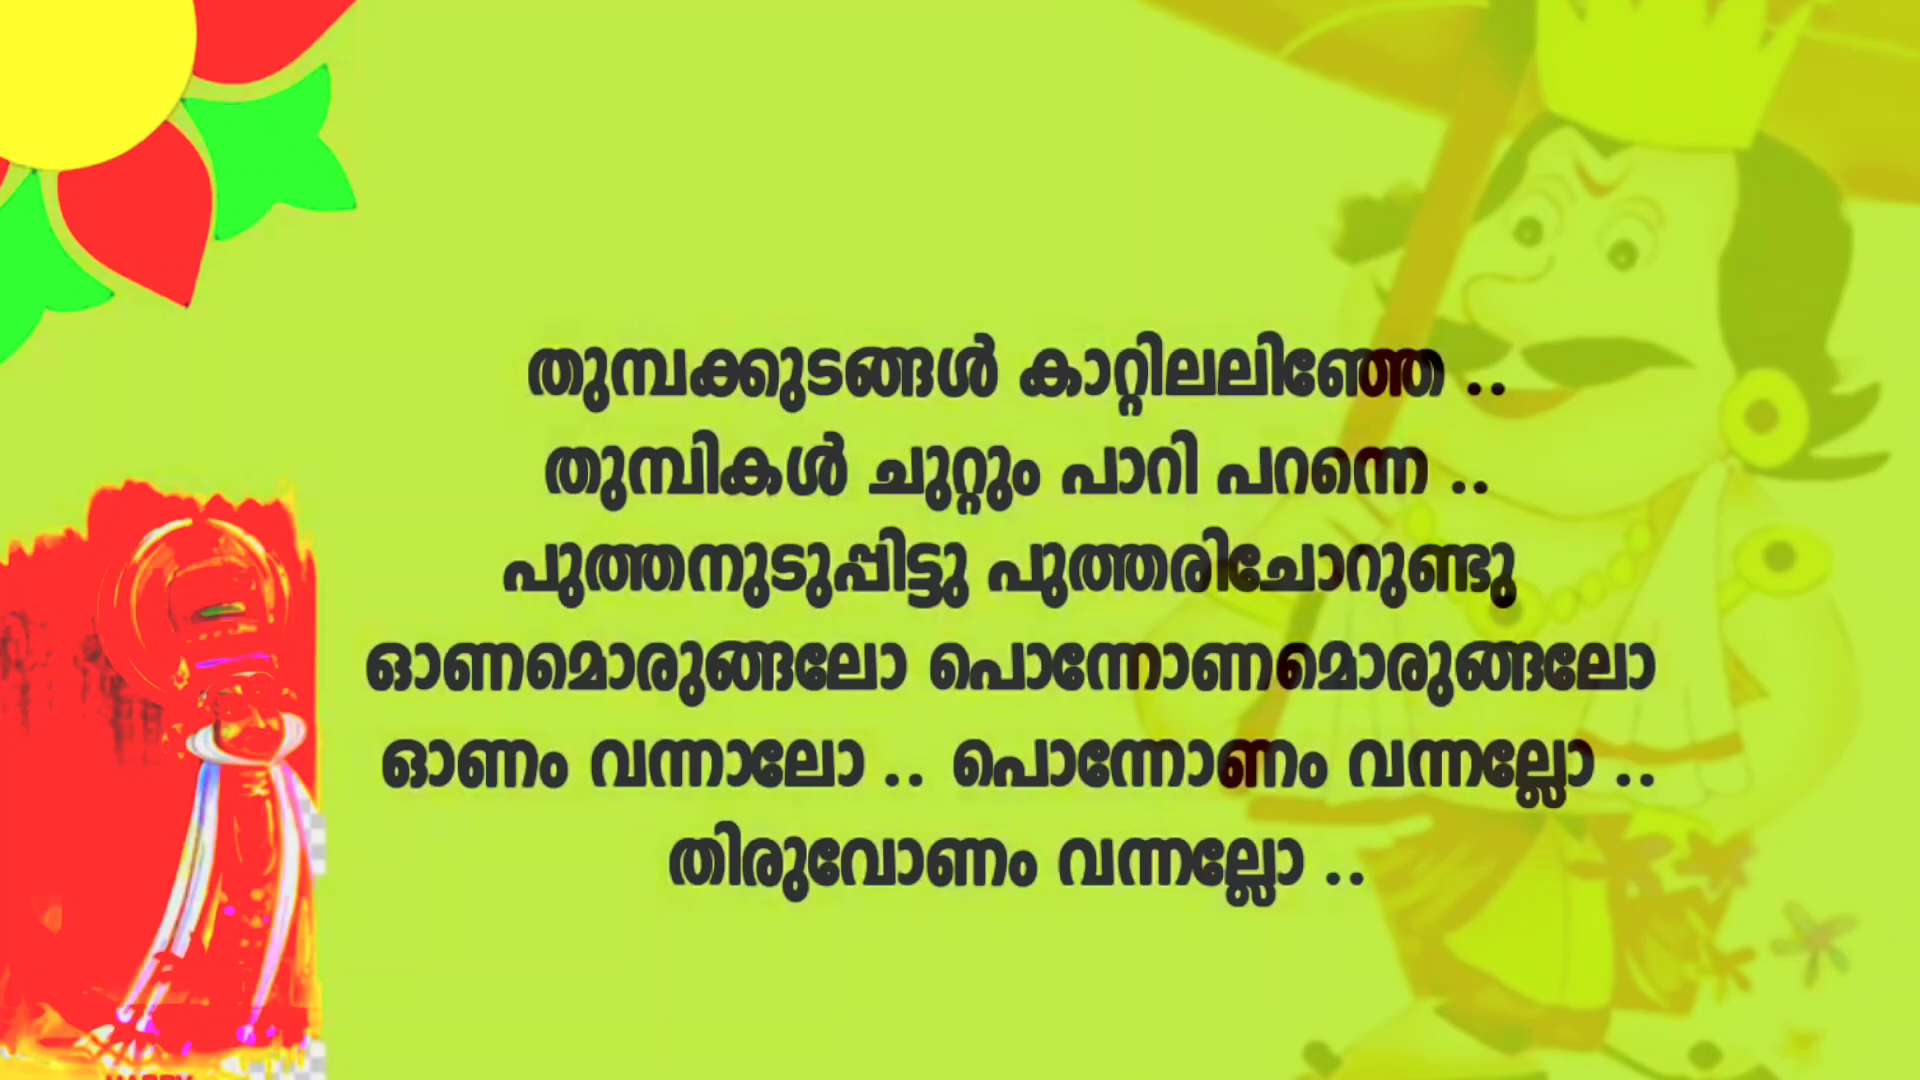 തുമ്പക്കുടങ്ങൾ കാറ്റിലലിഞ്ഞേ ..
തുമ്പികൾ ചുറ്റും പാറി പറന്നെ ..
പുത്തനുടുപ്പിട്ടു പുത്തരിചോറുണ്ടു
ഓണമൊരുങ്ങലോ പൊന്നോണമൊരുങ്ങലോ
ഓണം വന്നാലോ .. പൊന്നോണം വന്നല്ലോ ..
തിരുവോണം വന്നല്ലോ ..